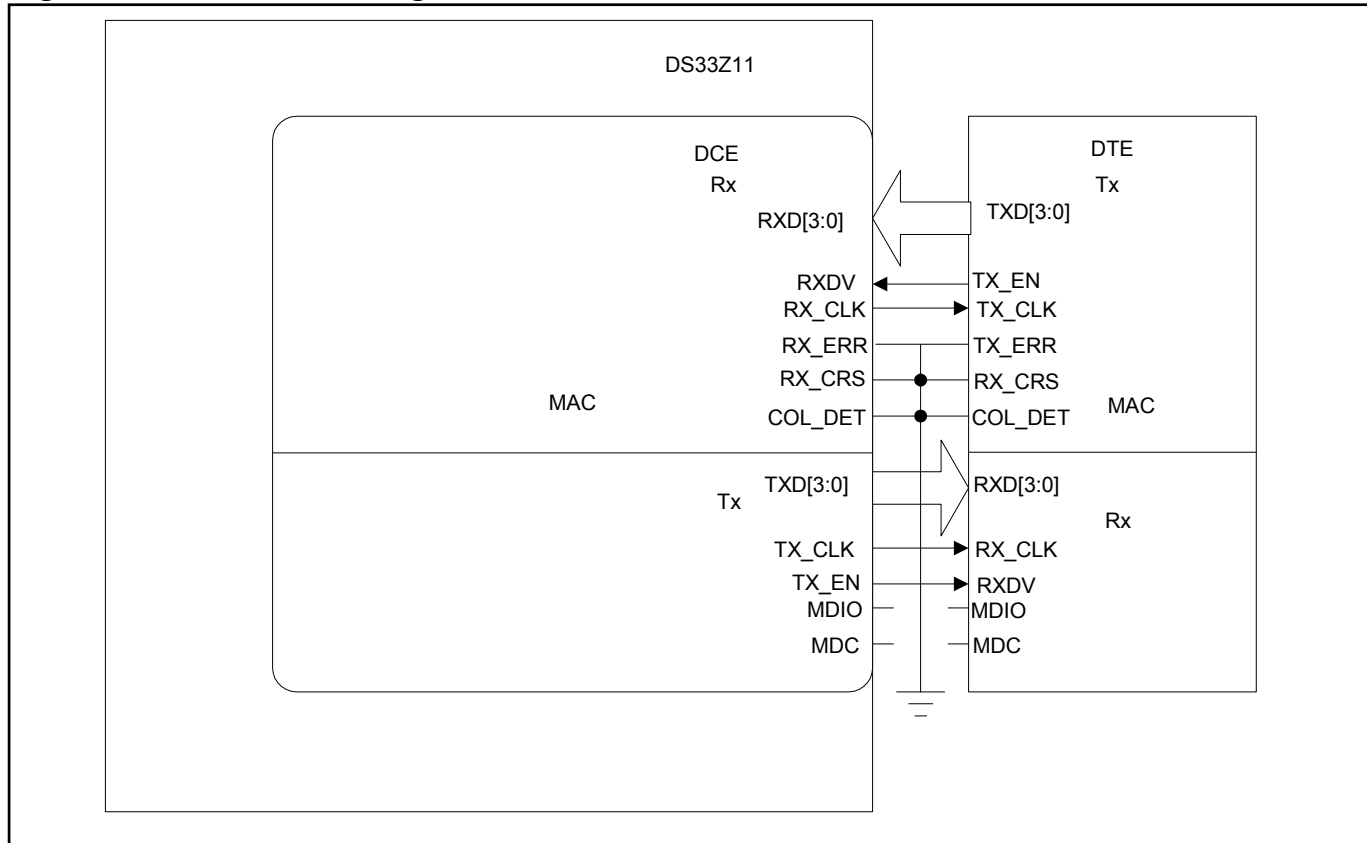 DS33Z11
DCE
Rx
RXD[3:0]
RXDV
RX_CLK
RX_ERR
RX_CRS
COL_DET
MAC
Tx
TXD[3:0]
TX_CLK
TX_EN
MDIO
MDC
DTE
Tx
TXD[3:0]
TX_EN
TX_CLK
TX_ERR
RX_CRS
COL_DET
MAC
RXD[3:0]
Rx
RX_CLK
RXDV
MDIO
MDC